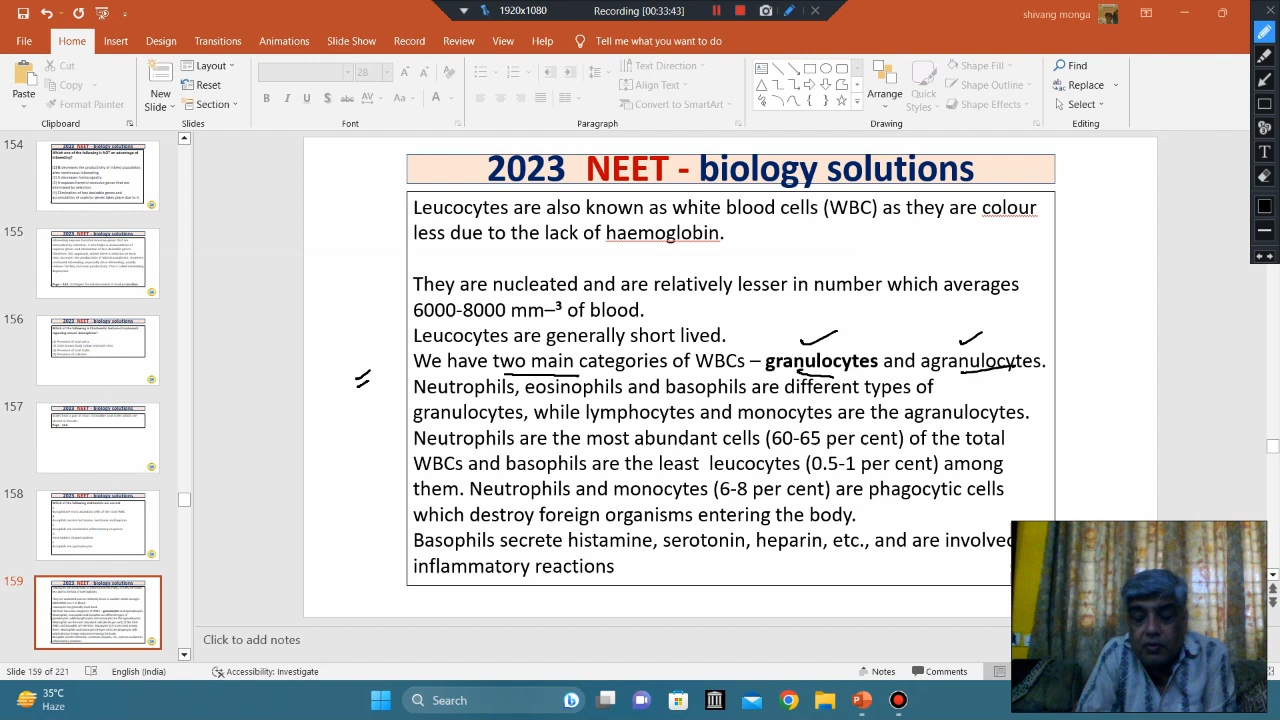 1920x1080
Recording [00:33:43]
shivang monga
File Home Insert Design Transitions Animations Slide Show Record Review View Help Tell me what you want to do
Paste
Cut
Copy
Format Painter
Clipboard
New Slide
Layout
Reset
Section
Slides
28
Font
Text Direction
Align Text
Convert to SmartArt
Paragraph
Arrange
Quick Styles
Shape Fill
Shape Outline
Shape Effects
Drawing
Find
Replace
Select
Editing
154
155
156
157
158
159
2023 NEET - biology solutions
Leucocytes are also known as white blood cells (WBC) as they are colour
less due to the lack of haemoglobin.
They are nucleated and are relatively lesser in number which averages
6000-8000 mm–³ of blood.
Leucocytes are generally short lived.
We have two main categories of WBCs – granulocytes and agranulocytes.
Neutrophils, eosinophils and basophils are different types of
granulocytes, while lymphocytes and monocytes are the agranulocytes.
Neutrophils are the most abundant cells (60-65 per cent) of the total
WBCs and basophils are the least leucocytes (0.5-1 per cent) among
them. Neutrophils and monocytes (6-8 per cent) are phagocytic cells
which destroy foreign organisms entering the body.
Basophils secrete histamine, serotonin, heparin, etc., and are involved
inflammatory reactions
Click to add notes
Slide 159 of 221 English (India) Accessibility: Investigate Notes Comments
35°C
Haze
Search